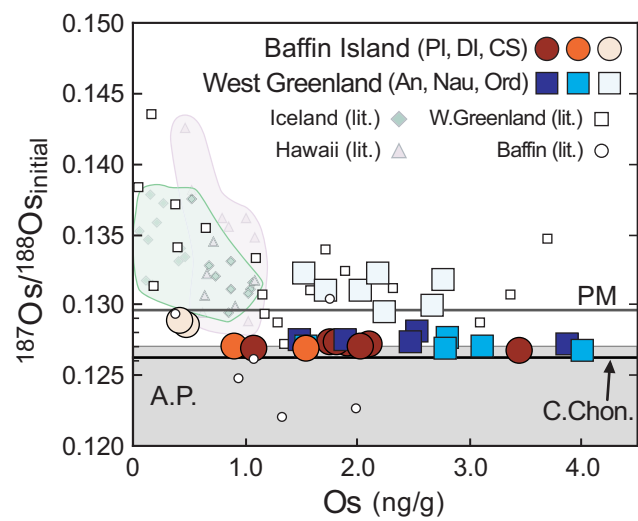 Baffin Island (PI, DI, CS)
West Greenland (An, Nau, Ord)
Iceland (lit.) W.Greenland (lit.)
Hawaii (lit.) Baffin (lit.)
0.150
0.145
0.140
0.135
0.130
0.125
0.120
187Os/188Osinitial
PM
A.P.
C.Chon.
0 1.0 2.0 3.0 4.0
Os (ng/g)